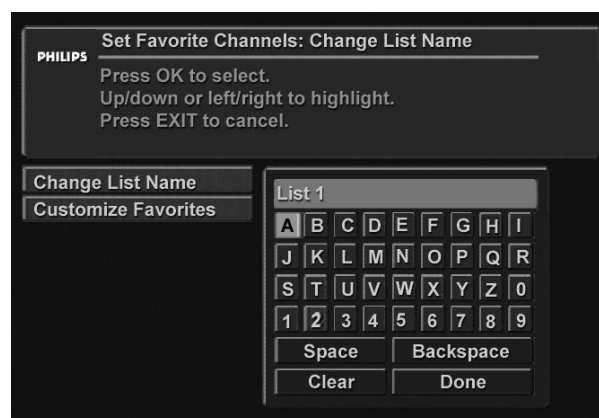 Set Favorite Channels: Change List Name
PHILIPS
Press OK to select.
Up/down or left/right to highlight.
Press EXIT to cancel.
Change List Name
Customize Favorites
List 1
A B C D E F G H I
J K L M N O P Q R
S T U V W X Y Z 0
1 2 3 4 5 6 7 8 9
Space Backspace
Clear Done